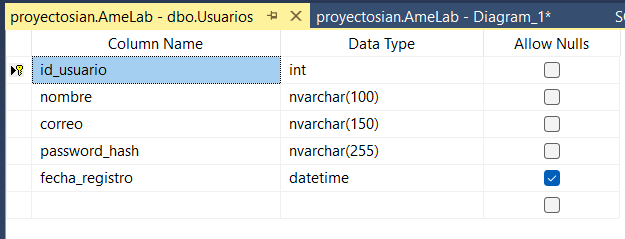 proyectosian.AmeLab - dbo.Usuarios proyectosian.AmeLab - Diagram_1*
Column Name Data Type Allow Nulls
id_usuario int
nombre nvarchar(100)
correo nvarchar(150)
password_hash nvarchar(255)
fecha_registro datetime